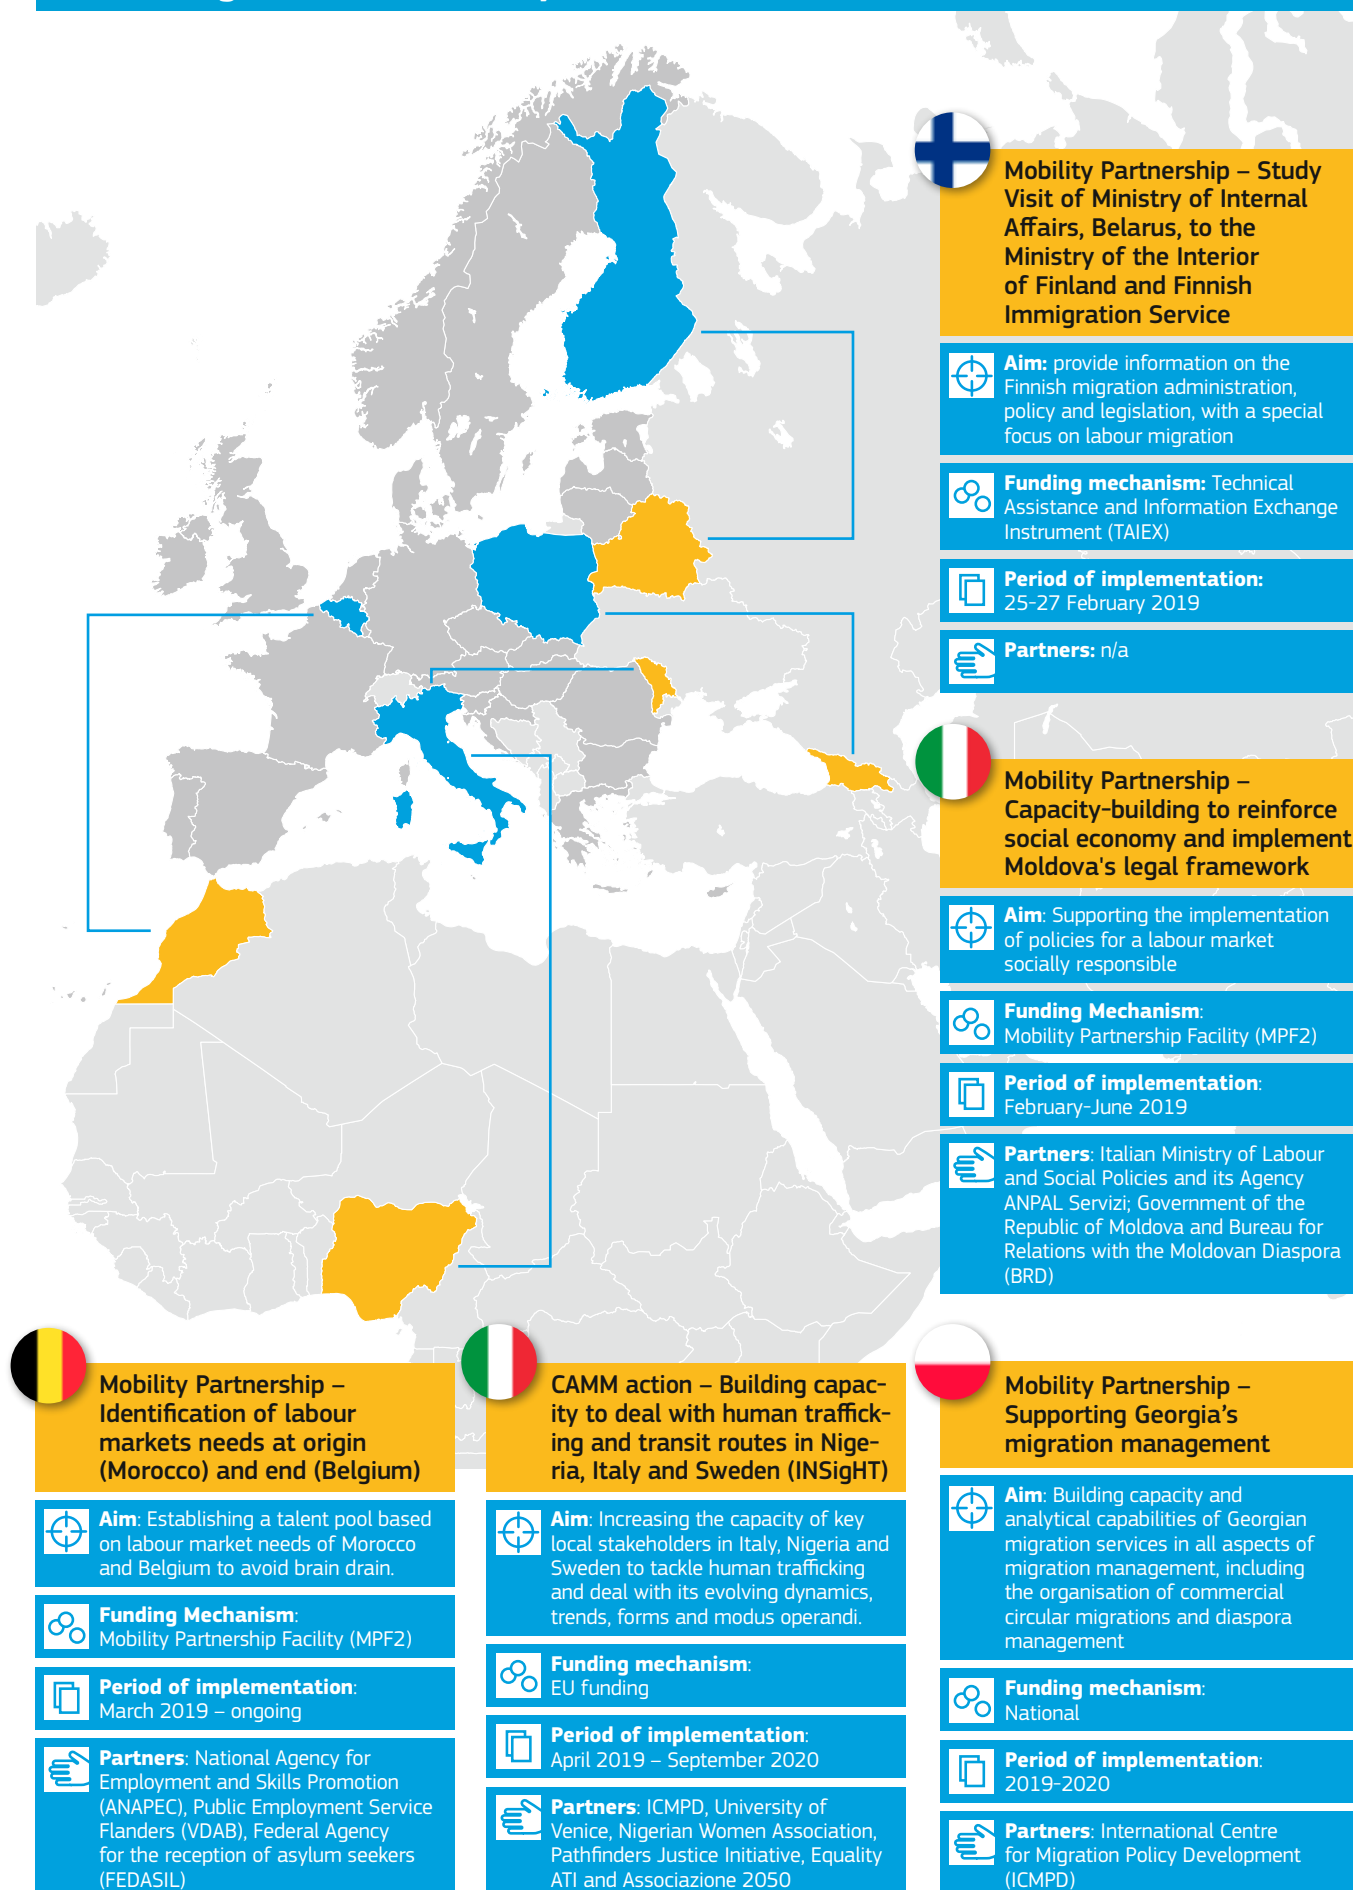 Mobility Partnership – Study
Visit of Ministry of Internal
Affairs, Belarus, to the
Ministry of the Interior
of Finland and Finnish
Immigration Service
Aim: provide information on the
Finnish migration administration,
policy and legislation, with a special
focus on labour migration
Funding mechanism: Technical
Assistance and Information Exchange
Instrument (TAIEX)
Period of implementation:
25-27 February 2019
Partners: n/a
Mobility Partnership –
Capacity-building to reinforce
social economy and implement
Moldova's legal framework
Aim: Supporting the implementation
of policies for a labour market
socially responsible
Funding Mechanism:
Mobility Partnership Facility (MPF2)
Period of implementation:
February-June 2019
Partners: Italian Ministry of Labour
and Social Policies and its Agency
ANPAL Servizi; Government of the
Republic of Moldova and Bureau for
Relations with the Moldovan Diaspora
(BRD)
Mobility Partnership –
Identification of labour
markets needs at origin
(Morocco) and end (Belgium)
Aim: Establishing a talent pool based
on labour market needs of Morocco
and Belgium to avoid brain drain.
Funding Mechanism:
Mobility Partnership Facility (MPF2)
Period of implementation:
March 2019 – ongoing
Partners: National Agency for
Employment and Skills Promotion
(ANAPEC), Public Employment Service
Flanders (VDAB), Federal Agency
for the reception of asylum seekers
(FEDASIL)
CAMM action – Building capac-
ity to deal with human traffick-
ing and transit routes in Nige-
ria, Italy and Sweden (INSigHT)
Aim: Increasing the capacity of key
local stakeholders in Italy, Nigeria and
Sweden to tackle human trafficking
and deal with its evolving dynamics,
trends, forms and modus operandi.
Funding mechanism:
EU funding
Period of implementation:
April 2019 – September 2020
Partners: ICMPD, University of
Venice, Nigerian Women Association,
Pathfinders Justice Initiative, Equality
ATI and Associazione 2050
Mobility Partnership –
Supporting Georgia’s
migration management
Aim: Building capacity and
analytical capabilities of Georgian
migration services in all aspects of
migration management, including
the organisation of commercial
circular migrations and diaspora
management
Funding mechanism:
National
Period of implementation:
2019-2020
Partners: International Centre
for Migration Policy Development
(ICMPD)